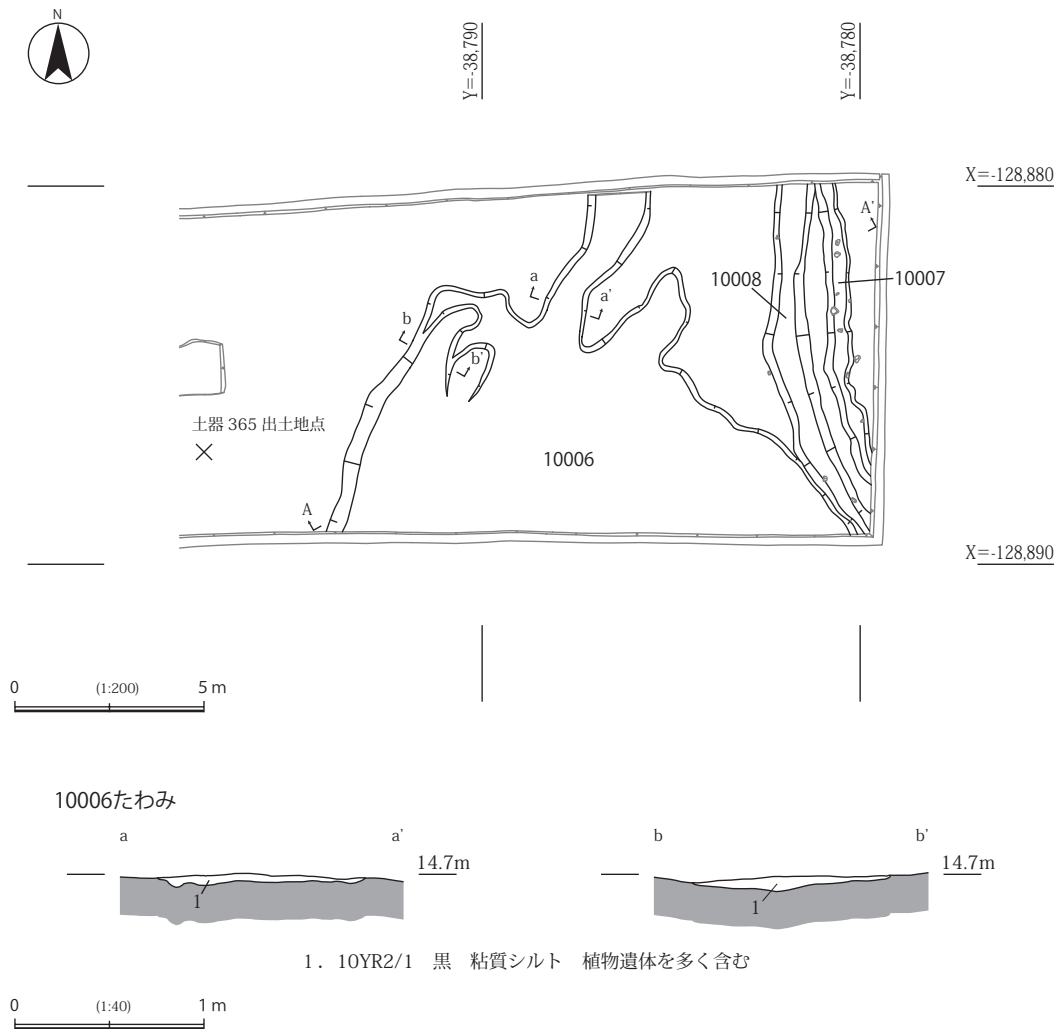 N
Y=-38,790
Y=-38,780
X=-128,880
A'
a
10008
10007
a'
b
b'
土器 365 出土地点
10006
A
X=-128,890
0 (1:200) 5 m
10006たわみ
a a' b b'
14.7m 14.7m
1 1
1． 10YR2/1　黒　粘質シルト　植物遺体を多く含む
0 (1:40) 1 m